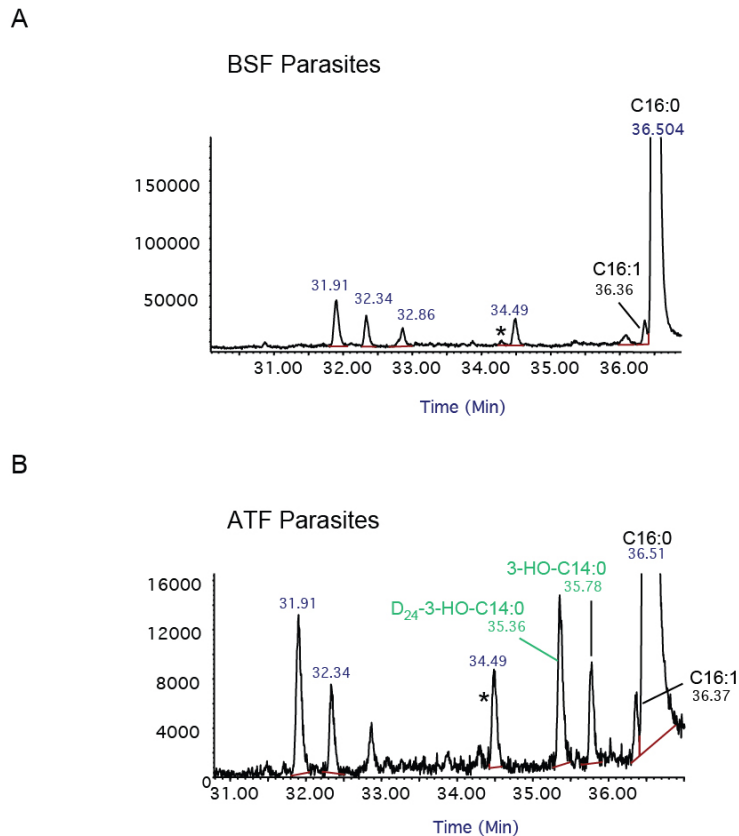 A
BSF Parasites
C16:0
36.504
150000
100000
50000
C16:1
36.36
31.91
32.34
32.86
34.49
*
31.00 32.00 33.00 34.00 35.00 36.00
Time (Min)
B
ATF Parasites
C16:0
36.51
3-HO-C14:0
35.78
D24-3-HO-C14:0
35.36
16000
12000
8000
4000
0
31.91
32.34
34.49
*
C16:1
36.37
31.00 32.00 33.00 34.00 35.00 36.00
Time (Min)